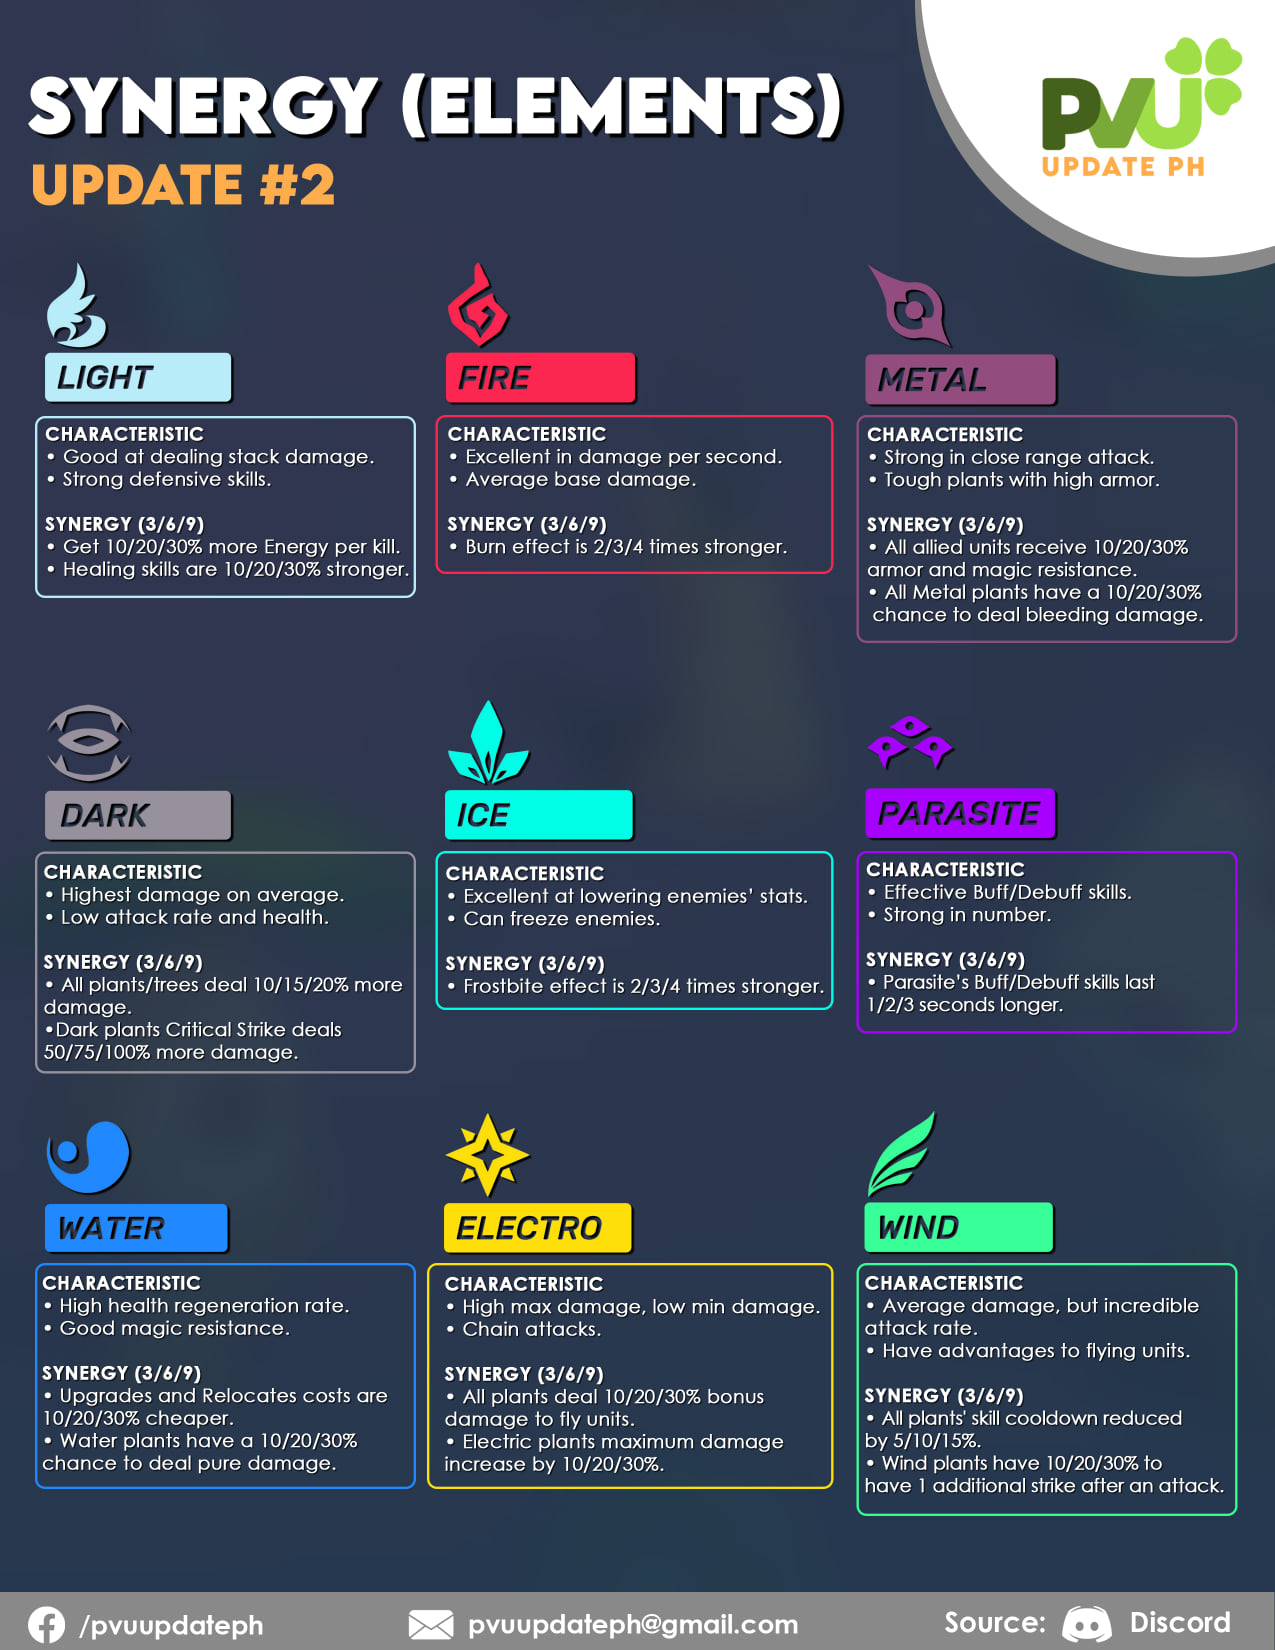 SYNERGY (ELEMENTS)
UPDATE #2
PVU
UPDATE PH
LIGHT
CHARACTERISTIC
• Good at dealing stack damage.
• Strong defensive skills.
SYNERGY (3/6/9)
• Get 10/20/30% more Energy per kill.
• Healing skills are 10/20/30% stronger.
FIRE
CHARACTERISTIC
• Excellent in damage per second.
• Average base damage.
SYNERGY (3/6/9)
• Burn effect is 2/3/4 times stronger.
METAL
CHARACTERISTIC
• Strong in close range attack.
• Tough plants with high armor.
SYNERGY (3/6/9)
• All allied units receive 10/20/30%
armor and magic resistance.
• All Metal plants have a 10/20/30%
chance to deal bleeding damage.
DARK
CHARACTERISTIC
• Highest damage on average.
• Low attack rate and health.
SYNERGY (3/6/9)
• All plants/trees deal 10/15/20% more
damage.
•Dark plants Critical Strike deals
50/75/100% more damage.
ICE
CHARACTERISTIC
• Excellent at lowering enemies’ stats.
• Can freeze enemies.
SYNERGY (3/6/9)
• Frostbite effect is 2/3/4 times stronger.
PARASITE
CHARACTERISTIC
• Effective Buff/Debuff skills.
• Strong in number.
SYNERGY (3/6/9)
• Parasite’s Buff/Debuff skills last
1/2/3 seconds longer.
WATER
CHARACTERISTIC
• High health regeneration rate.
• Good magic resistance.
SYNERGY (3/6/9)
• Upgrades and Relocates costs are
10/20/30% cheaper.
• Water plants have a 10/20/30%
chance to deal pure damage.
ELECTRO
CHARACTERISTIC
• High max damage, low min damage.
• Chain attacks.
SYNERGY (3/6/9)
• All plants deal 10/20/30% bonus
damage to fly units.
• Electric plants maximum damage
increase by 10/20/30%.
WIND
CHARACTERISTIC
• Average damage, but incredible
attack rate.
• Have advantages to flying units.
SYNERGY (3/6/9)
• All plants' skill cooldown reduced
by 5/10/15%.
• Wind plants have 10/20/30% to
have 1 additional strike after an attack.
/pvuupdateph
pvuupdateph@gmail.com
Source: Discord